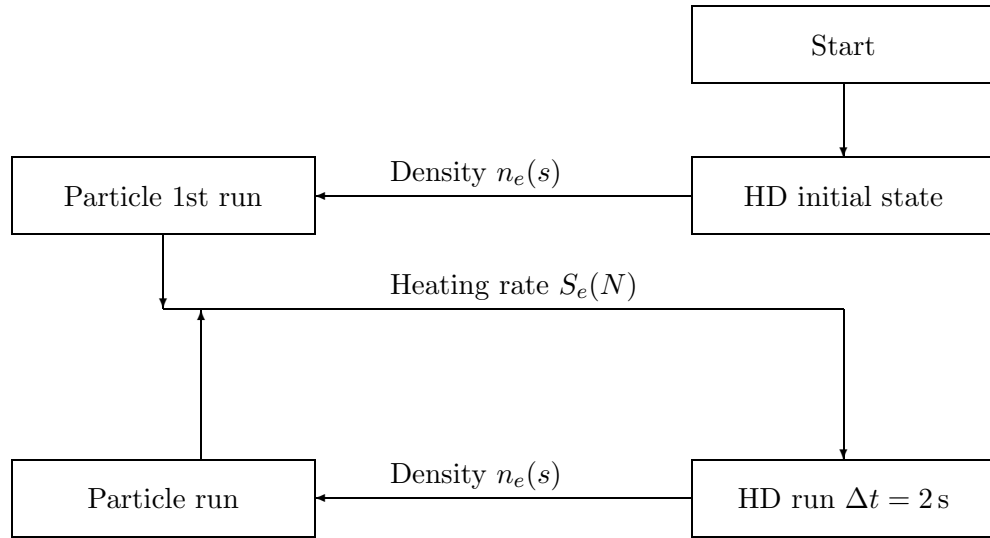 Start
Density $n_e(s)$
Particle 1st run
HD initial state
Heating rate $S_e(N)$
Density $n_e(s)$
Particle run
HD run $\Delta t = 2\,\mathrm{s}$